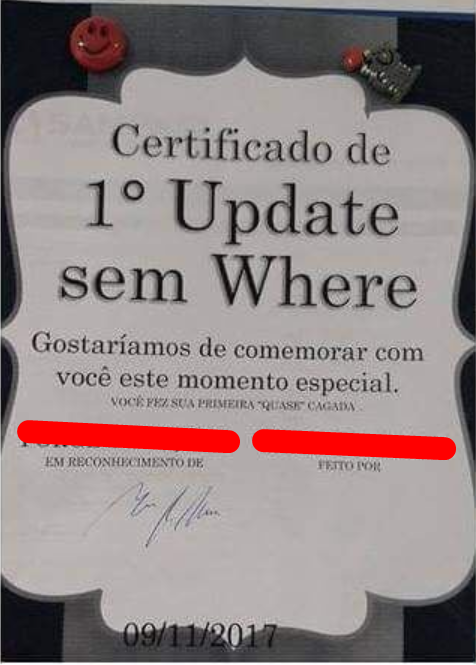 Certificado de
1° Update
sem Where
Gostaríamos de comemorar com
você este momento especial.
VOCÊ FEZ SUA PRIMEIRA "QUASE" CAGADA
EM RECONHECIMENTO DE FEITO POR
09/11/2017